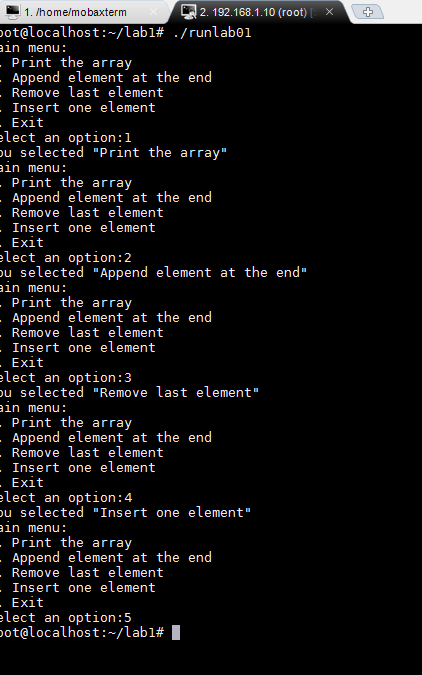 1. /home/mobaxterm
2. 192.168.1.10 (root)
oot@localhost:~/lab1# ./runlab01
ain menu:
. Print the array
. Append element at the end
. Remove last element
. Insert one element
. Exit
elect an option:1
ou selected "Print the array"
ain menu:
. Print the array
. Append element at the end
. Remove last element
. Insert one element
. Exit
elect an option:2
ou selected "Append element at the end"
ain menu:
. Print the array
. Append element at the end
. Remove last element
. Insert one element
. Exit
elect an option:3
ou selected "Remove last element"
ain menu:
. Print the array
. Append element at the end
. Remove last element
. Insert one element
. Exit
elect an option:4
ou selected "Insert one element"
ain menu:
. Print the array
. Append element at the end
. Remove last element
. Insert one element
. Exit
elect an option:5
oot@localhost:~/lab1#